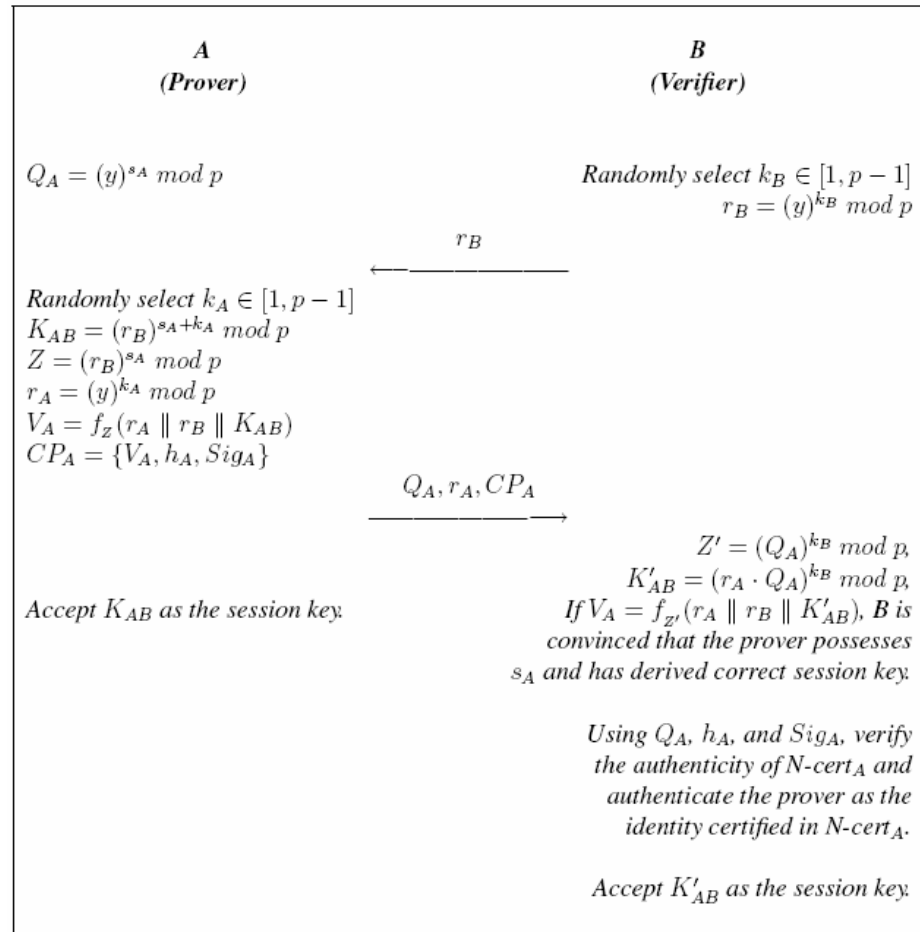 A
(Prover)
B
(Verifier)
Q_A = (y)^{s_A} mod p
Randomly select k_B ∈ [1, p − 1]
r_B = (y)^{k_B} mod p
r_B
Randomly select k_A ∈ [1, p − 1]
K_{AB} = (r_B)^{s_A+k_A} mod p
Z = (r_B)^{s_A} mod p
r_A = (y)^{k_A} mod p
V_A = f_Z(r_A ∥ r_B ∥ K_{AB})
CP_A = {V_A, h_A, Sig_A}
Q_A, r_A, CP_A
Z′ = (Q_A)^{k_B} mod p,
K′_{AB} = (r_A · Q_A)^{k_B} mod p,
Accept K_{AB} as the session key.
If V_A = f_{Z′}(r_A ∥ r_B ∥ K′_{AB}), B is
convinced that the prover possesses
s_A and has derived correct session key.
Using Q_A, h_A, and Sig_A, verify
the authenticity of N-cert_A and
authenticate the prover as the
identity certified in N-cert_A.
Accept K′_{AB} as the session key.